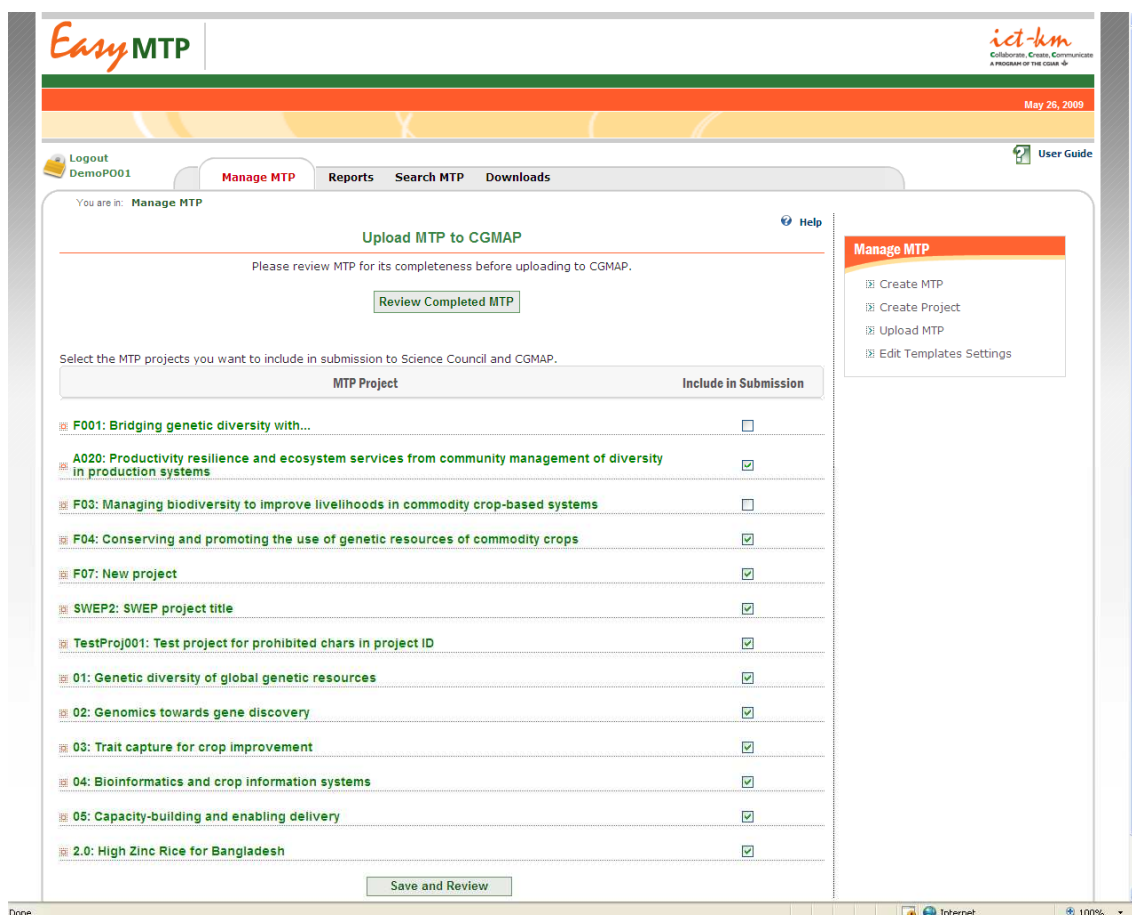 Easy MTP
ict-km
Collaborate, Create, Communicate
A PROGRAM OF THE CGIAR
May 26, 2009
Logout
DemoPO01
User Guide
Manage MTP Reports Search MTP Downloads
You are in: Manage MTP
Help
Upload MTP to CGMAP
Please review MTP for its completeness before uploading to CGMAP.
Review Completed MTP
Select the MTP projects you want to include in submission to Science Council and CGMAP.
MTP Project Include in Submission
F001: Bridging genetic diversity with...
A020: Productivity resilience and ecosystem services from community management of diversity
in production systems
F03: Managing biodiversity to improve livelihoods in commodity crop-based systems
F04: Conserving and promoting the use of genetic resources of commodity crops
F07: New project
SWEP2: SWEP project title
TestProj001: Test project for prohibited chars in project ID
01: Genetic diversity of global genetic resources
02: Genomics towards gene discovery
03: Trait capture for crop improvement
04: Bioinformatics and crop information systems
05: Capacity-building and enabling delivery
2.0: High Zinc Rice for Bangladesh
Save and Review
Manage MTP
Create MTP
Create Project
Upload MTP
Edit Templates Settings
Done
Internet
100%